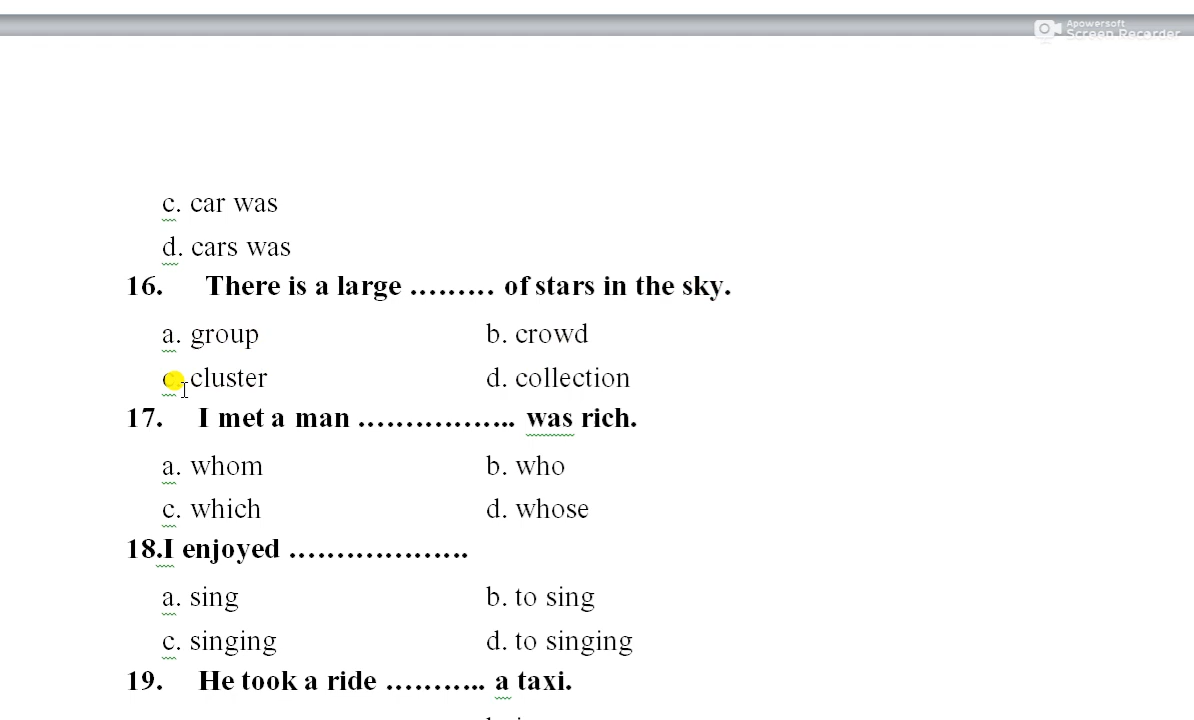 Apowersoft
Screen Recorder
c. car was
d. cars was
16. There is a large ......... of stars in the sky.
a. group b. crowd
c. cluster d. collection
17. I met a man ................. was rich.
a. whom b. who
c. which d. whose
18.I enjoyed ...................
a. sing b. to sing
c. singing d. to singing
19. He took a ride ........... a taxi.